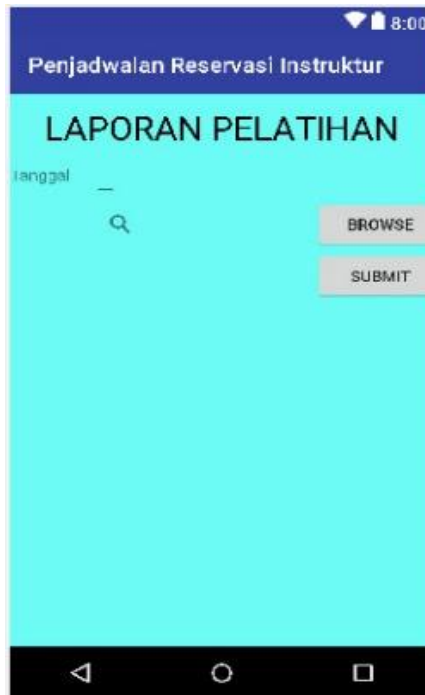 8:00
Penjadwalan Reservasi Instruktur
LAPORAN PELATIHAN
Tanggal
BROWSE
SUBMIT